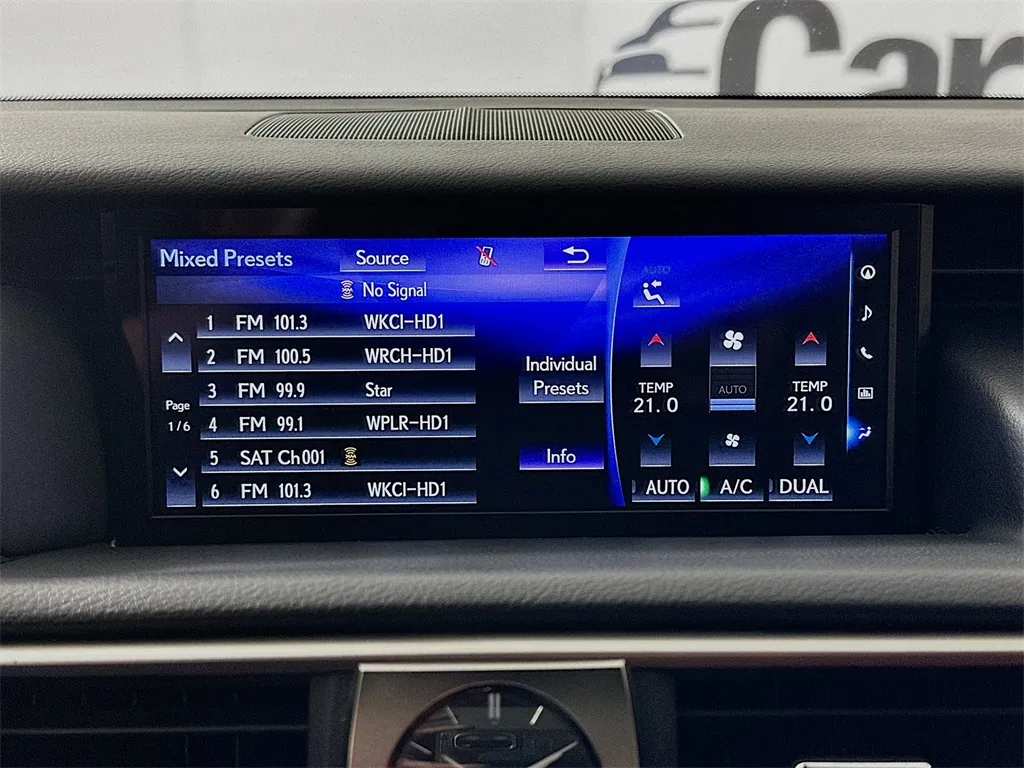 Car
Mixed Presets Source
No Signal
1 FM 101.3 WKCI-HD1
2 FM 100.5 WRCH-HD1
3 FM 99.9 Star
4 FM 99.1 WPLR-HD1
5 SAT Ch001
6 FM 101.3 WKCI-HD1
Page
1/6
Individual
Presets
Info
AUTO
TEMP
21.0
AUTO
TEMP
21.0
AUTO A/C DUAL